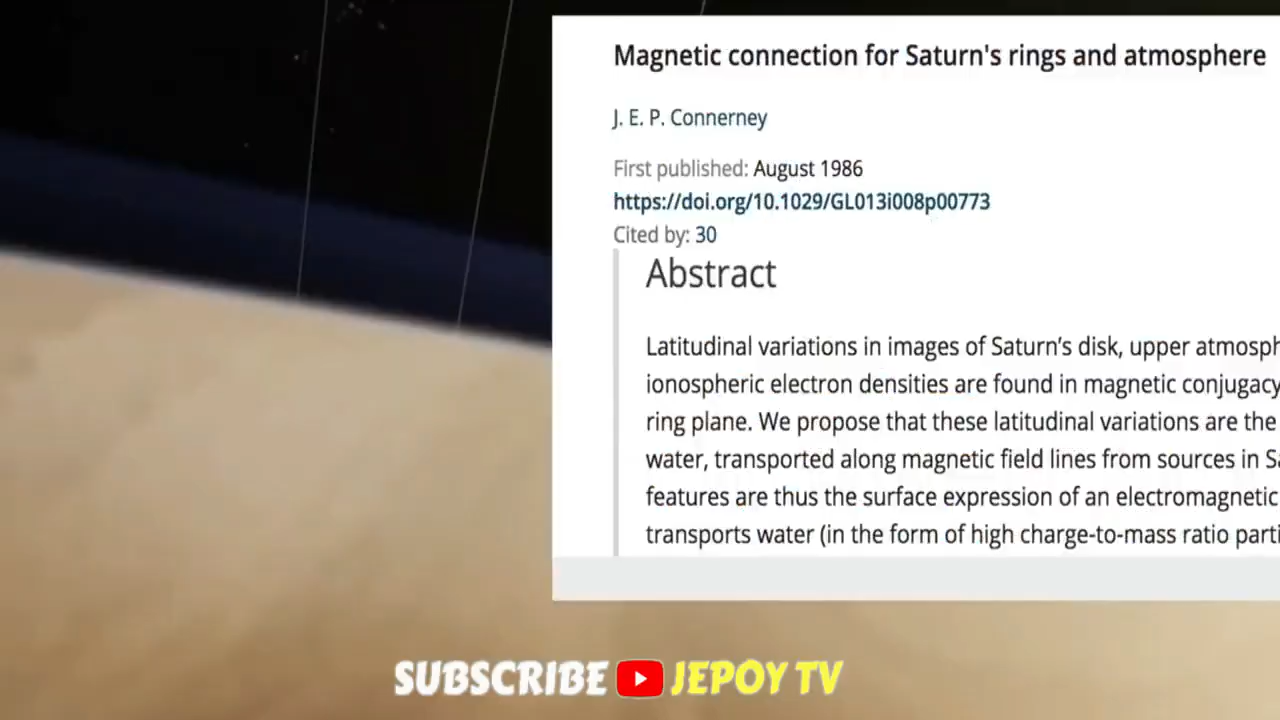 Magnetic connection for Saturn's rings and atmosphere
J. E. P. Connerney
First published: August 1986
https://doi.org/10.1029/GL013i008p00773
Cited by: 30
Abstract
Latitudinal variations in images of Saturn's disk, upper atmosph
ionospheric electron densities are found in magnetic conjugacy
ring plane. We propose that these latitudinal variations are the
water, transported along magnetic field lines from sources in Sa
features are thus the surface expression of an electromagnetic
transports water (in the form of high charge-to-mass ratio parti
SUBSCRIBE JEPOY TV